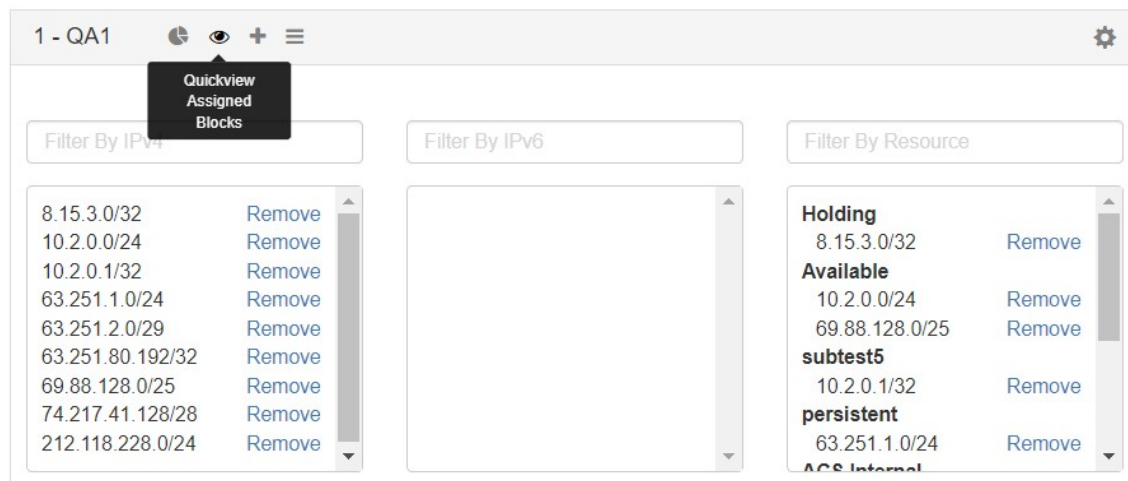 1 - QA1
Quickview
Assigned
Blocks
Filter By IPv4
Filter By IPv6
Filter By Resource
8.15.3.0/32 Remove
10.2.0.0/24 Remove
10.2.0.1/32 Remove
63.251.1.0/24 Remove
63.251.2.0/29 Remove
63.251.80.192/32 Remove
69.88.128.0/25 Remove
74.217.41.128/28 Remove
212.118.228.0/24 Remove
Holding
8.15.3.0/32 Remove
Available
10.2.0.0/24 Remove
69.88.128.0/25 Remove
subtest5
10.2.0.1/32 Remove
persistent
63.251.1.0/24 Remove
Internal